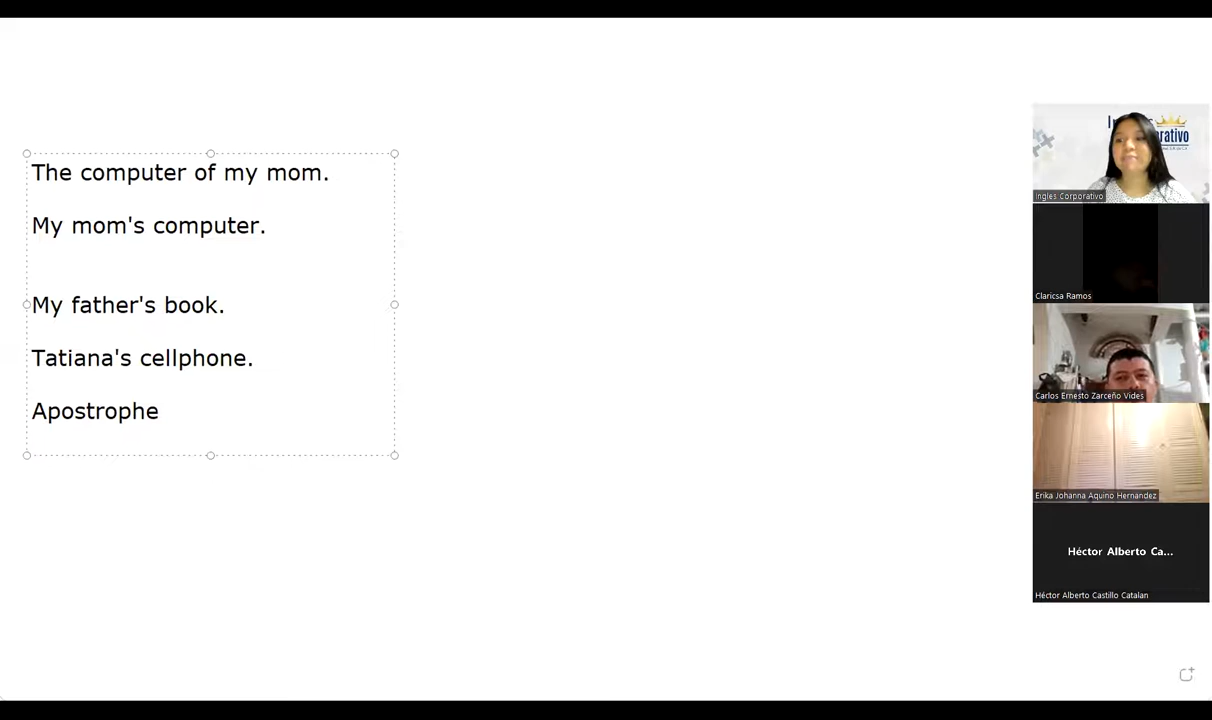 The computer of my mom.
My mom's computer.
My father's book.
Tatiana's cellphone.
Apostrophe
Ingles Corporativo
Claricsa Ramos
Carlos Ernesto Zarceño Vides
Erika Johanna Aquino Hernandez
Héctor Alberto Ca...
Héctor Alberto Castillo Catalan